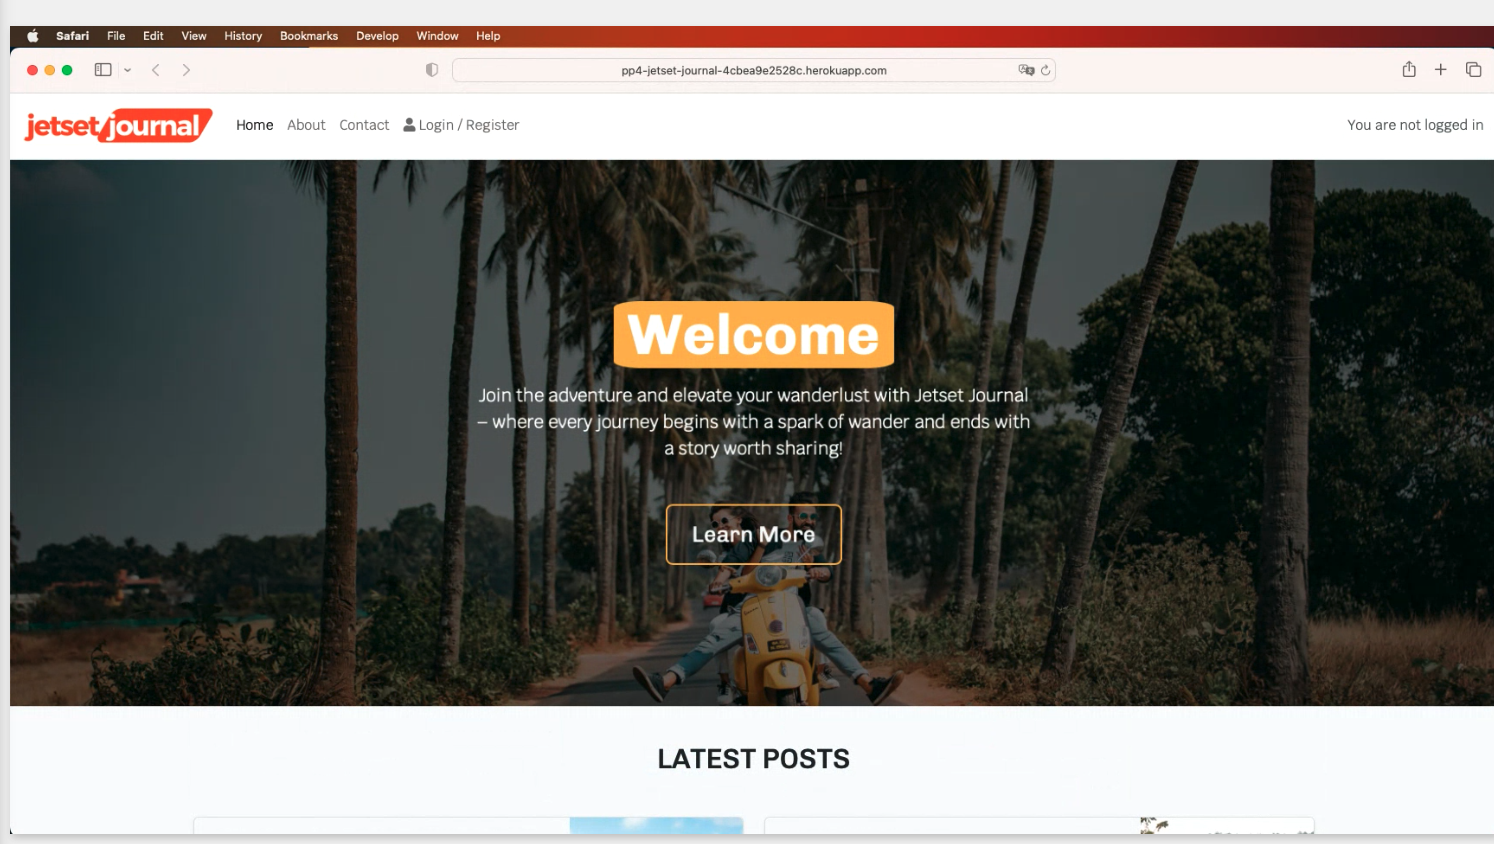 Safari File Edit View History Bookmarks Develop Window Help
pp4-jetset-journal-4cbea9e2528c.herokuapp.com
jetset journal Home About Contact Login / Register You are not logged in
Welcome
Join the adventure and elevate your wanderlust with Jetset Journal
– where every journey begins with a spark of wander and ends with
a story worth sharing!
Learn More
LATEST POSTS